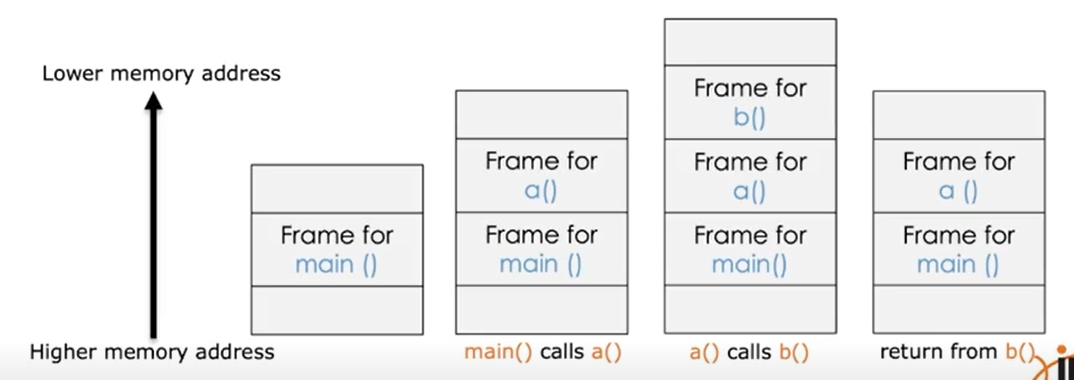 Lower memory address
Higher memory address
Frame for
main ()
Frame for
a()
Frame for
main ()
main() calls a()
Frame for
b()
Frame for
a()
Frame for
main()
a() calls b()
Frame for
a ()
Frame for
main ()
return from b()